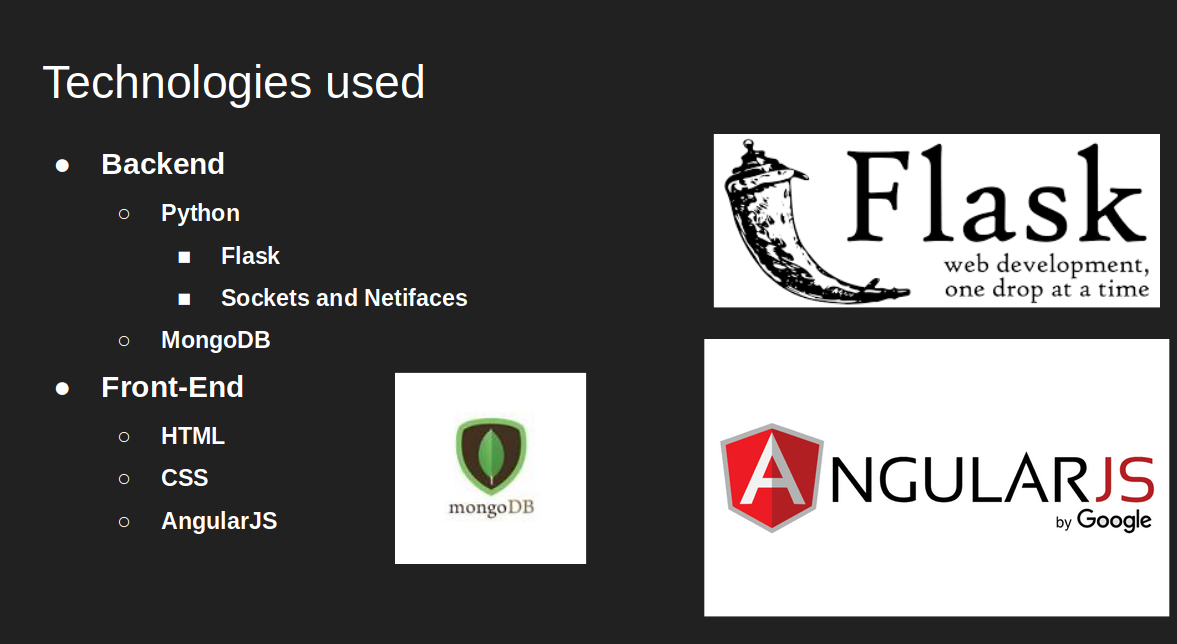 Technologies used
● Backend
○ Python
■ Flask
■ Sockets and Netifaces
○ MongoDB
● Front-End
○ HTML
○ CSS
○ AngularJS
mongoDB
Flask
web development,
one drop at a time
ANGULARJS
by Google